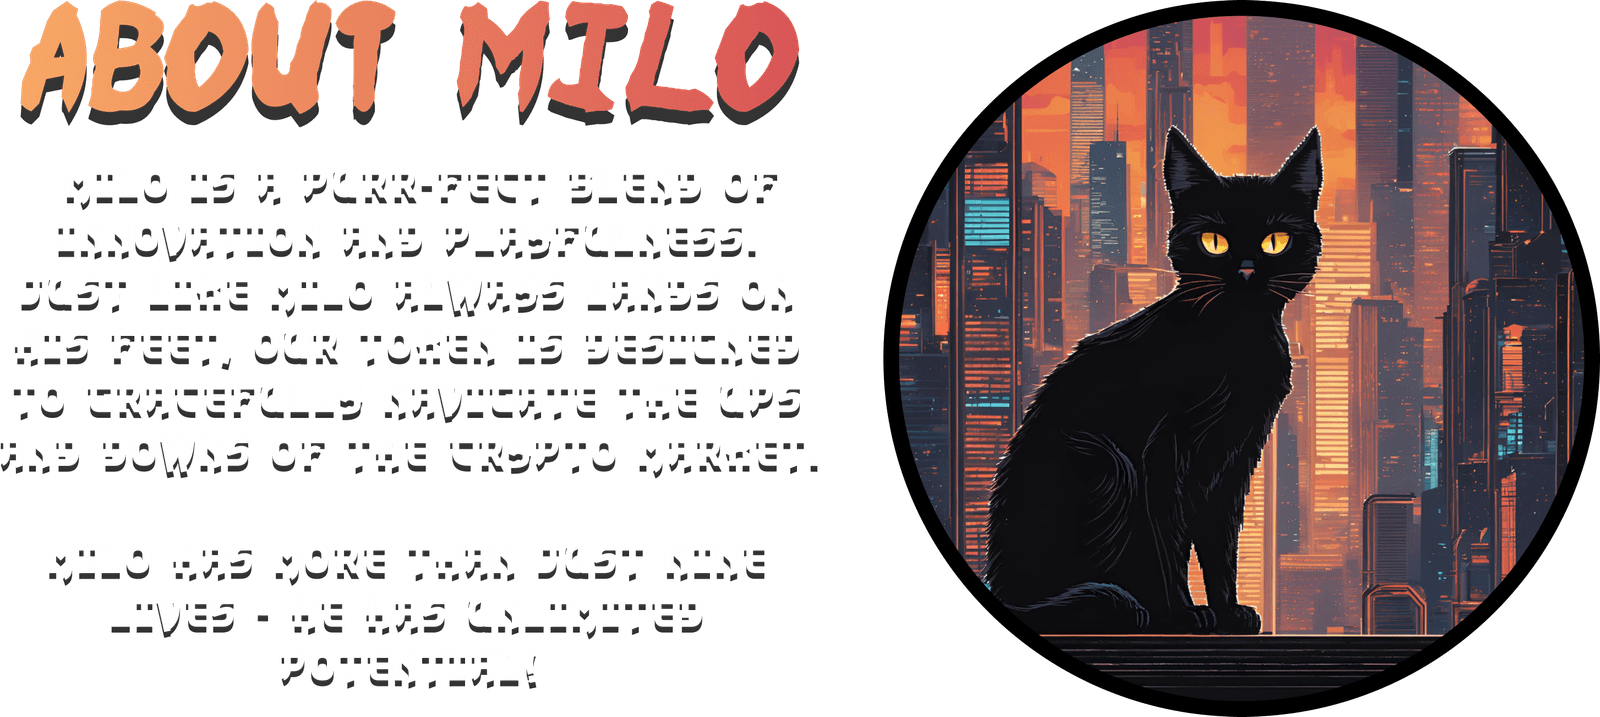 ABOUT MILO
MILO IS A PURR-FECT BLEND OF
INNOVATION AND PLAYFULNESS.
JUST LIKE MILO ALWAYS LANDS ON
HIS FEET, OUR TOKEN IS DESIGNED
TO GRACEFULLY NAVIGATE THE UPS
AND DOWNS OF THE CRYPTO MARKET.
MILO HAS MORE THAN JUST NINE
LIVES - HE HAS UNLIMITED
POTENTIAL!